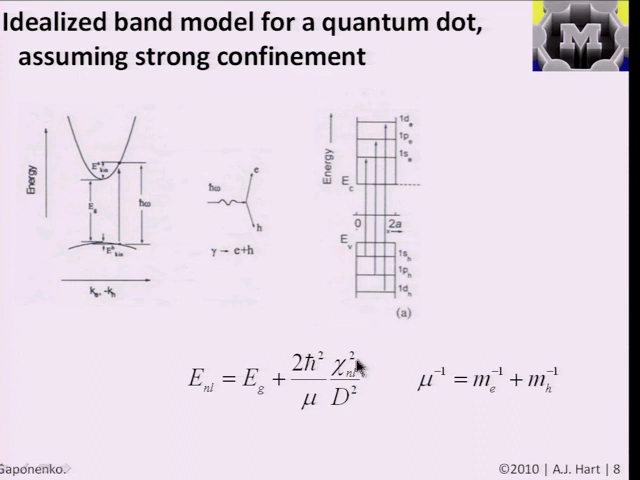 Idealized band model for a quantum dot,
assuming strong confinement
M
Energy
E^e_kin
E_g
ħω
E^h_kin
k_e, -k_h
ħω
e
h
γ → e+h
Energy
1d_e
1p_e
1s_e
E_c
0
2a
E_v
1s_h
1p_h
1d_h
(a)
E_nl = E_g + 2ħ² χ²_nl / μ D²
μ⁻¹ = m_e⁻¹ + m_h⁻¹
Gaponenko.
©2010 | A.J. Hart | 8